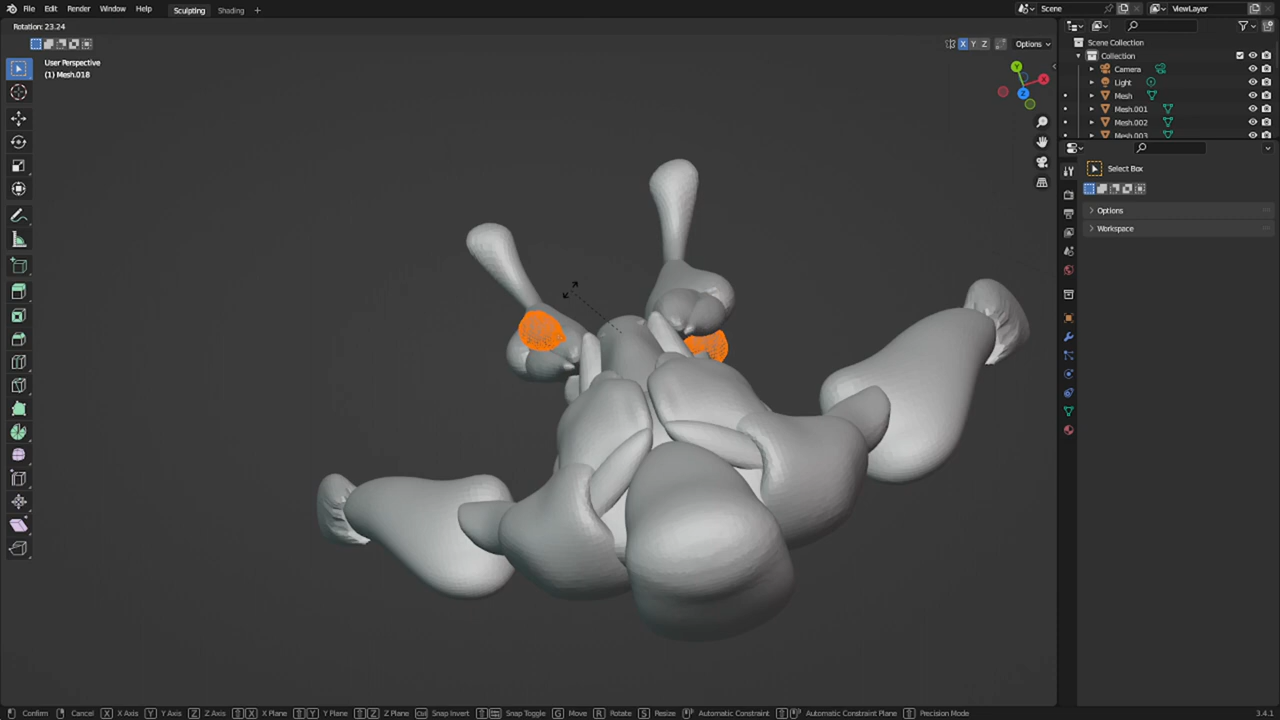 File Edit Render Window Help Sculpting Shading + Scene ViewLayer
Rotation: 23.24
X Y Z Options
User Perspective
(1) Mesh.018
Y X Z
Scene Collection
Collection
Camera
Light
Mesh
Mesh.001
Mesh.002
Mesh.003
Select Box
Options
Workspace
Confirm Cancel X X Axis Y Y Axis Z Z Axis X X Plane Y Y Plane Z Z Plane Ctrl Snap Invert Snap Toggle G Move R Rotate S Resize Automatic Constraint Automatic Constraint Plane Precision Mode 3.4.1